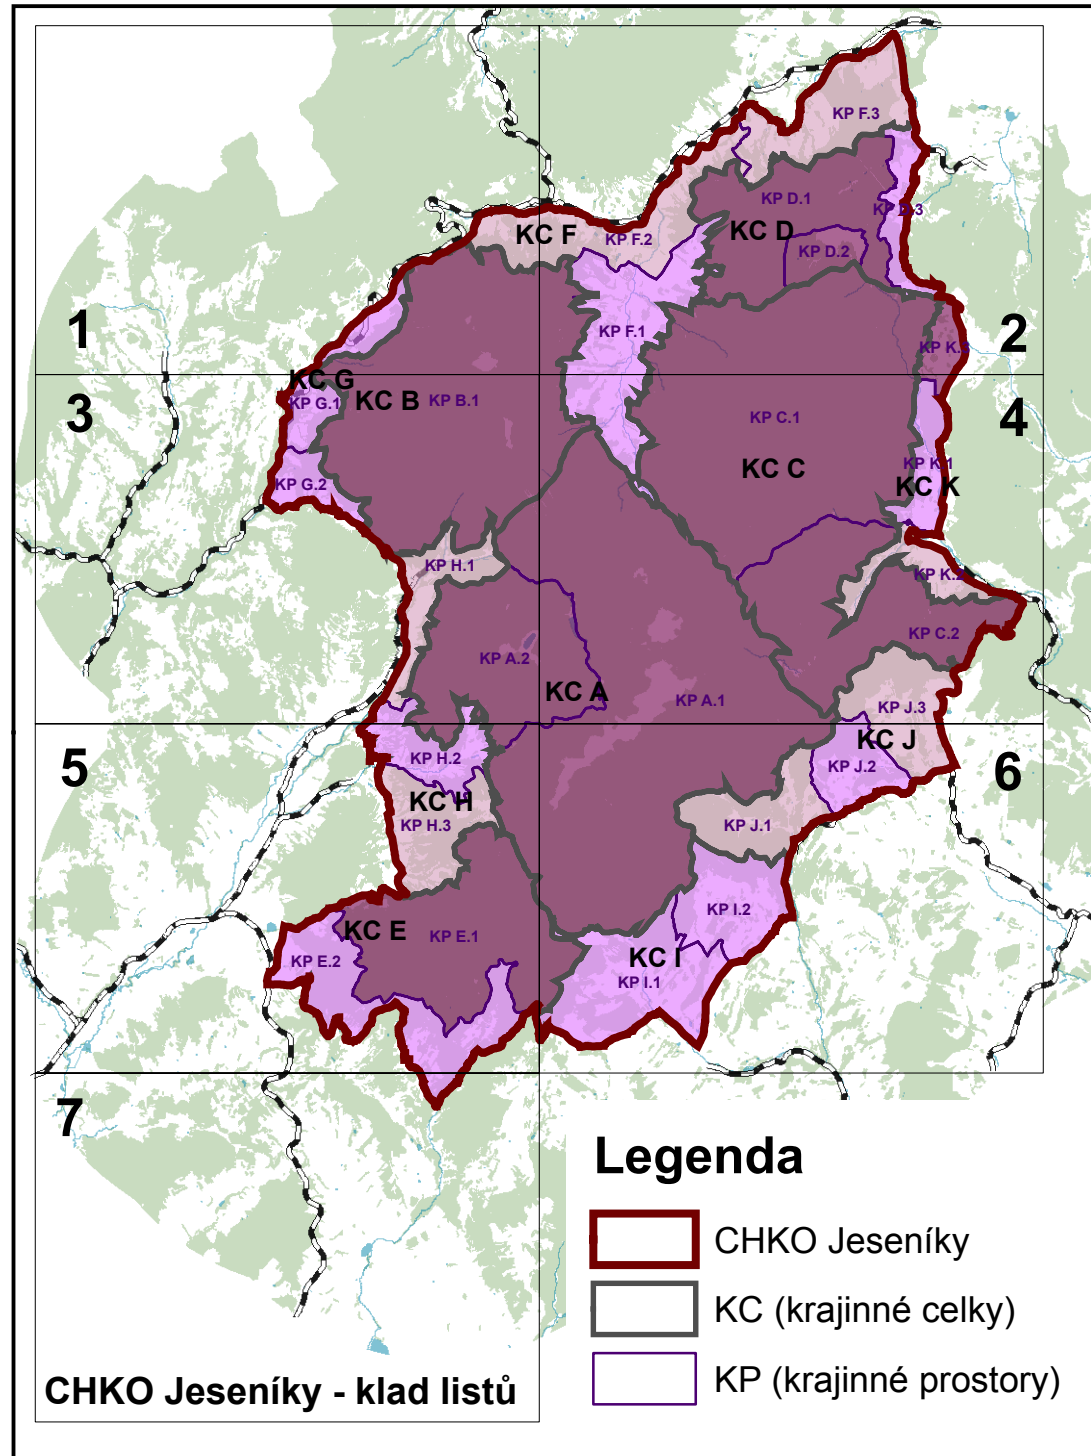 KP F.3
KP D.1
KP D.3
KC D
KC F
KP F.2
KP D.2
1
KP F.1
2
KP K.3
KC G
KP G.1
KC B
KP B.1
3
KP C.1
4
KC C
KP K.1
KC K
KP G.2
KP H.1
KP K.2
KP C.2
KP A.2
KC A
KP A.1
KP J.3
KC J
5
KP H.2
KP J.2
6
KC H
KP H.3
KP J.1
KP I.2
KC E
KP E.1
KP E.2
KC I
KP I.1
7
Legenda
CHKO Jeseníky
KC (krajinné celky)
KP (krajinné prostory)
CHKO Jeseníky - klad listů